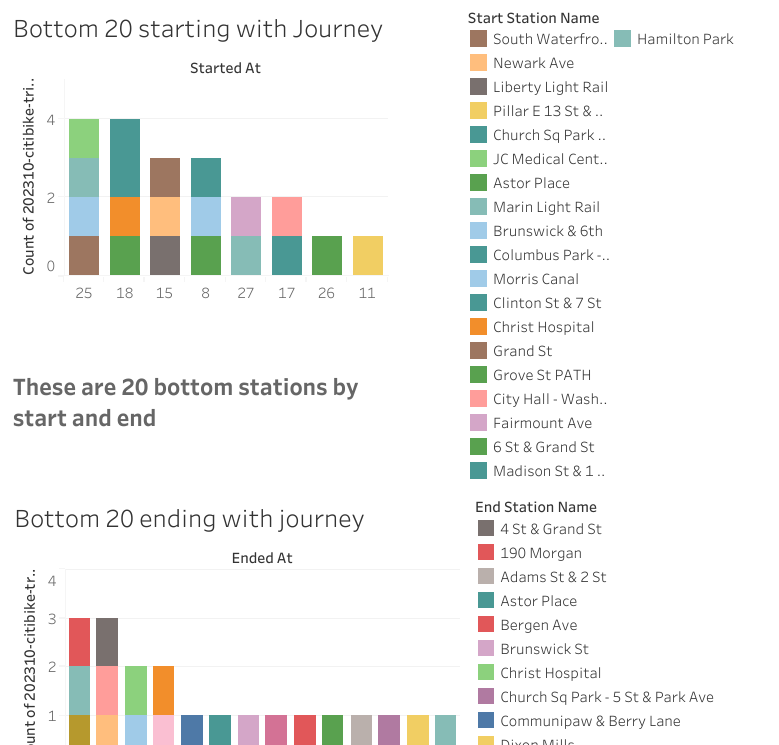 Bottom 20 starting with Journey
Started At
Count of 202310-citibike-tri..
4
2
0
25 18 15 8 27 17 26 11
These are 20 bottom stations by
start and end
Start Station Name
South Waterfro.. Hamilton Park
Newark Ave
Liberty Light Rail
Pillar E 13 St & ..
Church Sq Park ..
JC Medical Cent..
Astor Place
Marin Light Rail
Brunswick & 6th
Columbus Park -..
Morris Canal
Clinton St & 7 St
Christ Hospital
Grand St
Grove St PATH
City Hall - Wash..
Fairmount Ave
6 St & Grand St
Madison St & 1 ..
Bottom 20 ending with journey
Ended At
ount of 202310-citibike-tr..
4
3
2
1
End Station Name
4 St & Grand St
190 Morgan
Adams St & 2 St
Astor Place
Bergen Ave
Brunswick St
Christ Hospital
Church Sq Park - 5 St & Park Ave
Communipaw & Berry Lane
Dixon Mills